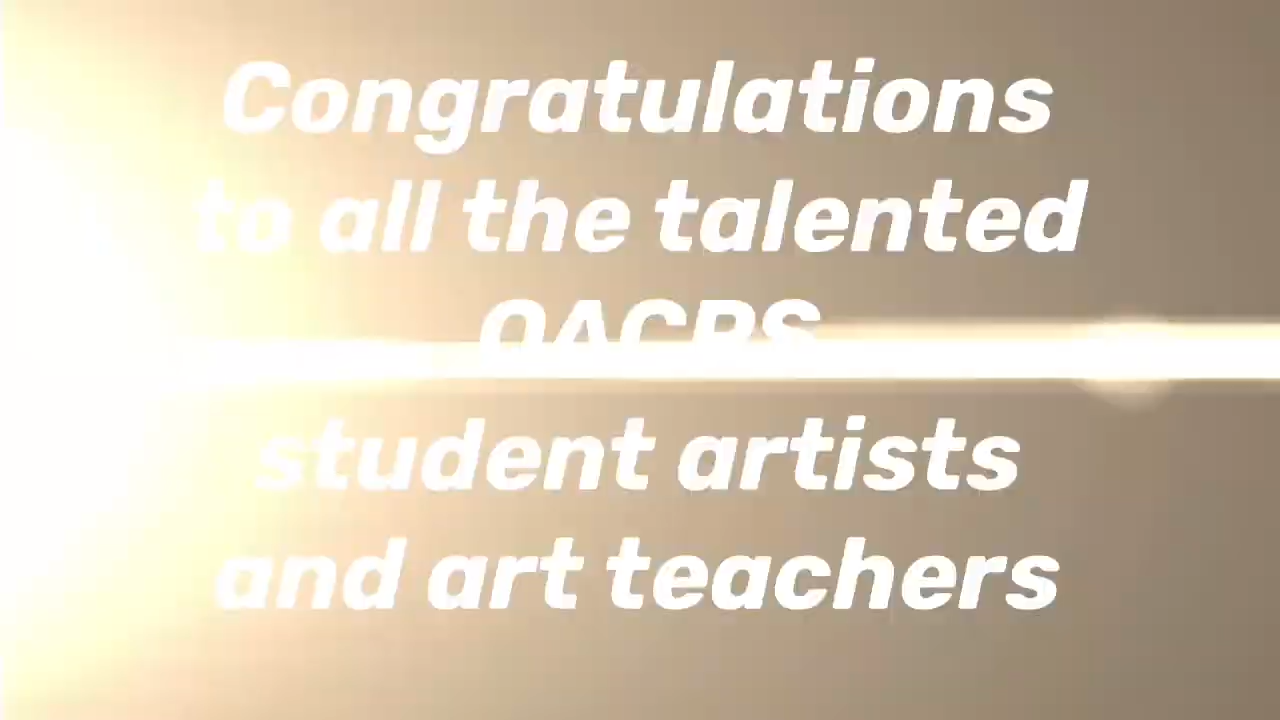 Congratulations
to all the talented
student artists
and art teachers